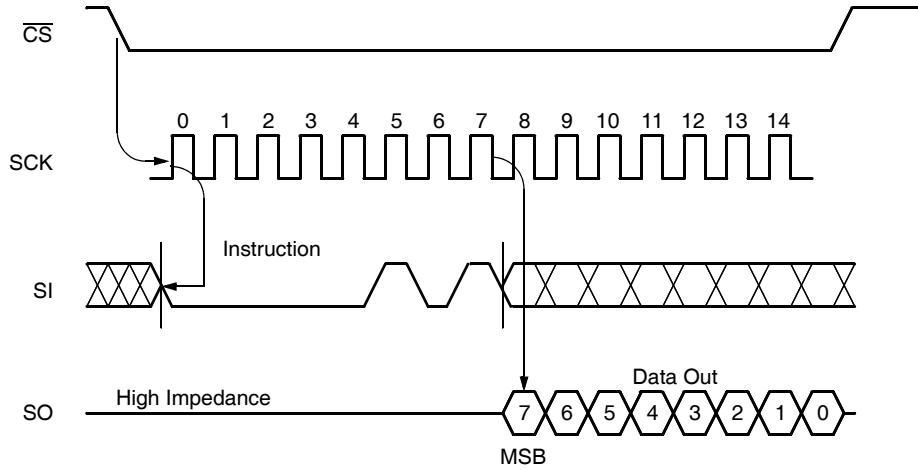 CS
0 1 2 3 4 5 6 7 8 9 10 11 12 13 14
SCK
Instruction
SI
High Impedance
Data Out
SO
7 6 5 4 3 2 1 0
MSB